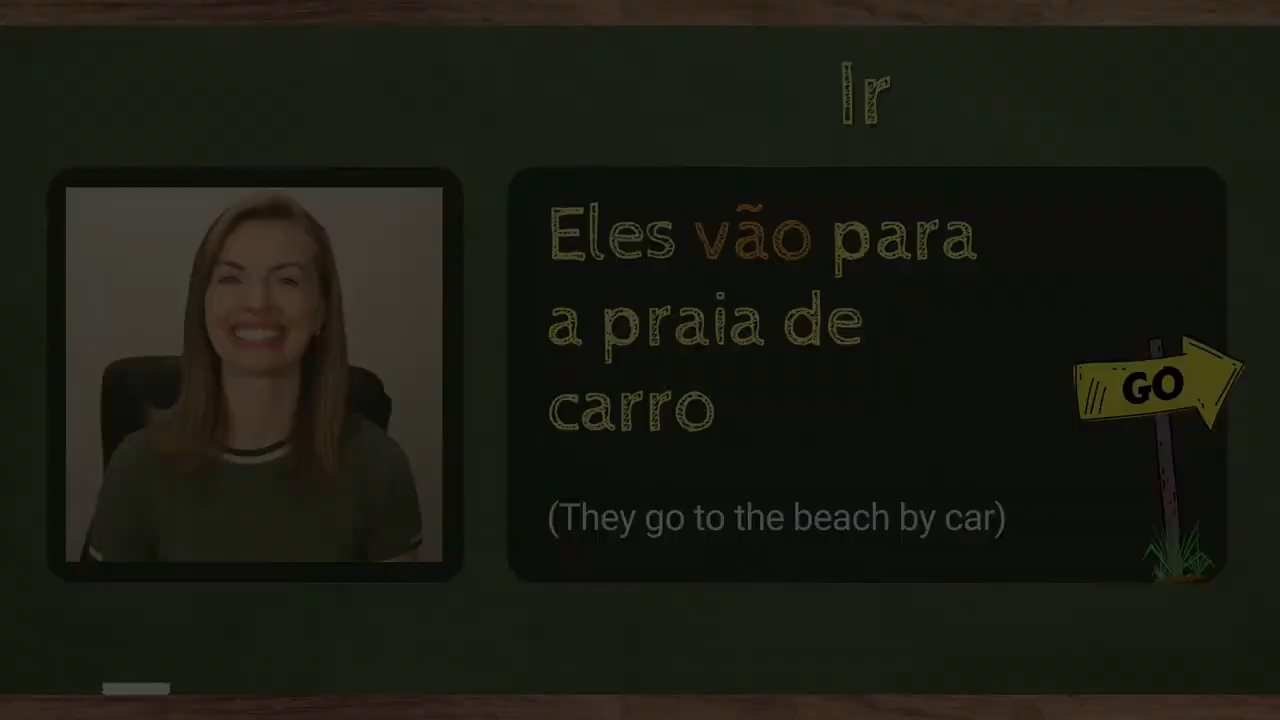 Ir
Eles vão para
a praia de
carro
GO
(They go to the beach by car)